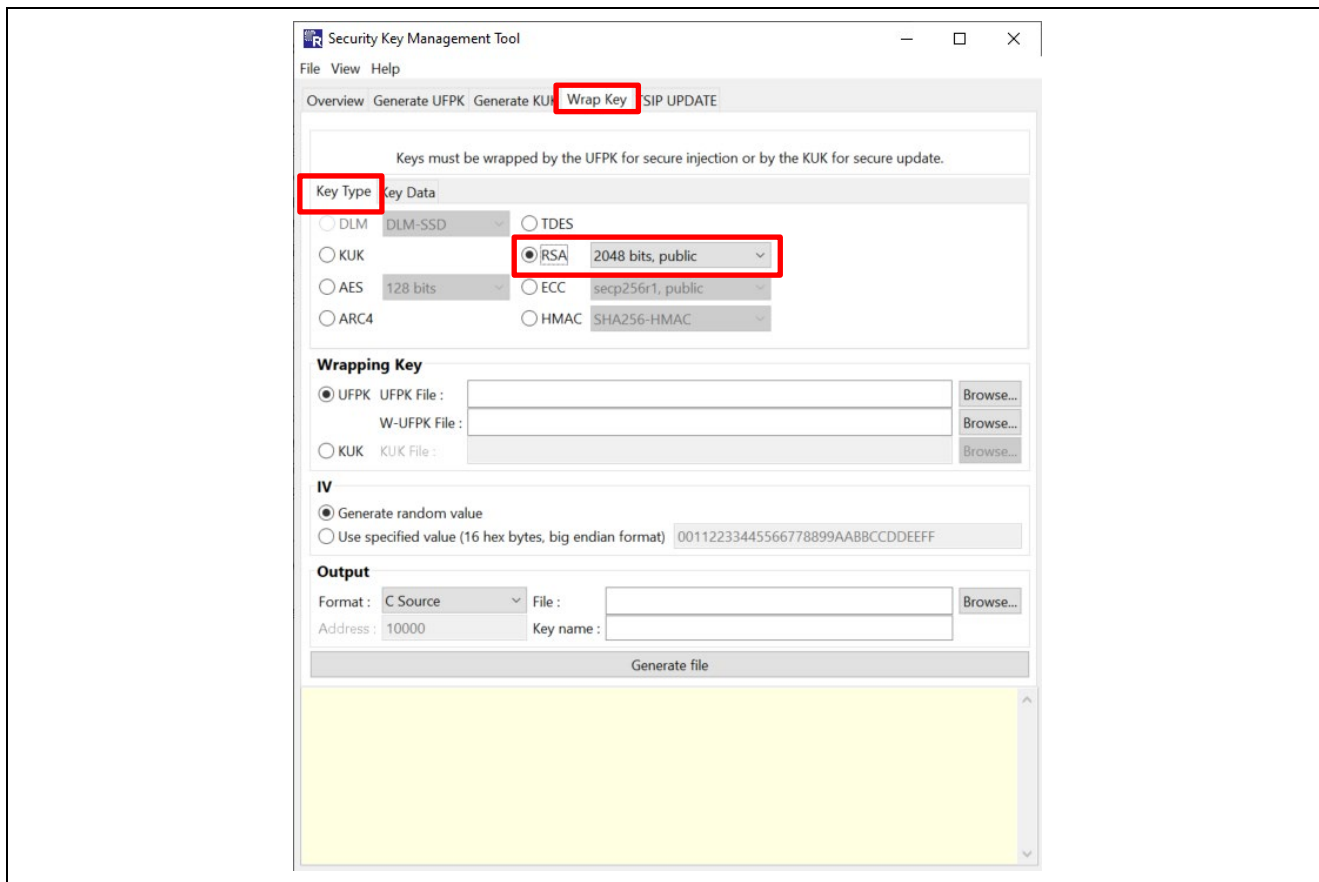 Security Key Management Tool
File View Help
Overview Generate UFPK Generate KUK Wrap Key TSIP UPDATE
Keys must be wrapped by the UFPK for secure injection or by the KUK for secure update.
Key Type Key Data
DLM DLM-SSD TDES
KUK RSA 2048 bits, public
AES 128 bits ECC secp256r1, public
ARC4 HMAC SHA256-HMAC
Wrapping Key
UFPK UFPK File : Browse...
W-UFPK File : Browse...
KUK KUK File : Browse...
IV
Generate random value
Use specified value (16 hex bytes, big endian format) 00112233445566778899AABBCCDDEEFF
Output
Format : C Source File : Browse...
Address : 10000 Key name :
Generate file